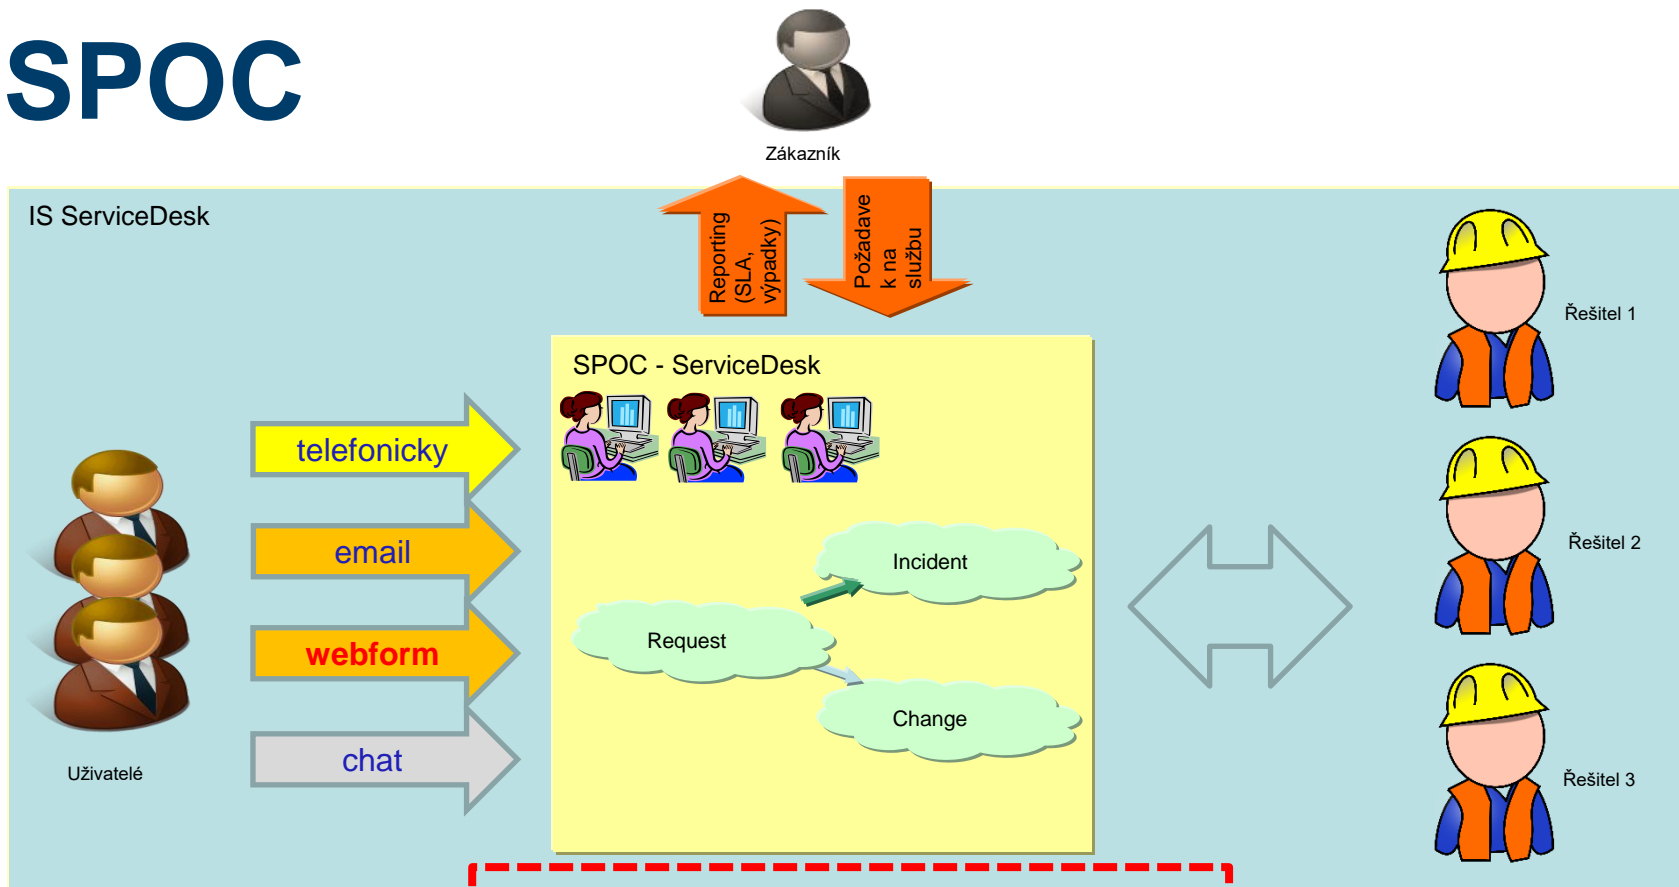 SPOC
Zákazník
IS ServiceDesk
Reporting
(SLA,
výpadky)
Požadave
k na
službu
Řešitel 1
SPOC - ServiceDesk
telefonicky
email
Incident
Řešitel 2
webform
Request
Change
chat
Uživatelé
Řešitel 3